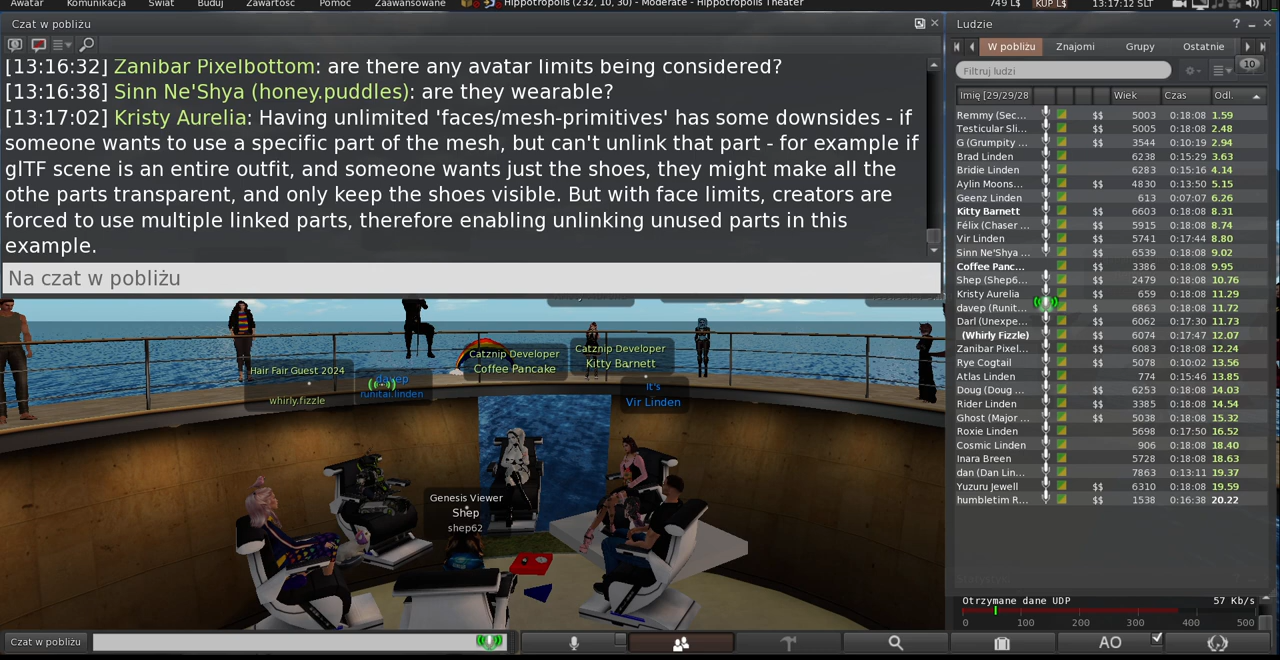 Awatar Komunikacja Świat Buduj Zawartość Pomoc Zaawansowane Hippotropolis (232, 10, 30) - Moderate - Hippotropolis Theater 749 L$ KUP L$ 13:17:12 SLT
Czat w pobliżu
[13:16:32] Zanibar Pixelbottom: are there any avatar limits being considered?
[13:16:38] Sinn Ne'Shya (honey.puddles): are they wearable?
[13:17:02] Kristy Aurelia: Having unlimited 'faces/mesh-primitives' has some downsides - if
someone wants to use a specific part of the mesh, but can't unlink that part - for example if
glTF scene is an entire outfit, and someone wants just the shoes, they might make all the
othe parts transparent, and only keep the shoes visible. But with face limits, creators are
forced to use multiple linked parts, therefore enabling unlinking unused parts in this
example.
Na czat w pobliżu
Hair Fair Guest 2024
whirly.fizzle
davep
runitai.linden
Catznip Developer
Coffee Pancake
Catznip Developer
Kitty Barnett
It's
Vir Linden
Genesis Viewer
Shep
shep62
Ludzie
W pobliżu Znajomi Grupy Ostatnie
Filtruj ludzi
10
Imię [29/29/28 Wiek Czas Odl.
Remmy (Sec... $$ 5003 0:18:08 1.59
Testicular Sli... $$ 5005 0:18:08 2.48
G (Grumpity ... $$ 3544 0:10:19 2.94
Brad Linden 6238 0:15:29 3.63
Bridie Linden 6283 0:15:16 4.14
Aylin Moons... $$ 4830 0:13:50 5.15
Geenz Linden 613 0:07:07 6.26
Kitty Barnett $$ 6603 0:18:08 8.31
Félix (Chaser ... $$ 5915 0:18:08 8.74
Vir Linden $$ 5741 0:17:44 8.80
Sinn Ne'Shya ... $$ 6539 0:18:08 9.02
Coffee Panc... $$ 3386 0:18:08 9.95
Shep (Shep6... $$ 2479 0:18:08 10.76
Kristy Aurelia $$ 659 0:18:08 11.29
davep (Runit... $ 6863 0:18:08 11.72
Darl (Unexpe... $$ 6062 0:17:30 11.73
(Whirly Fizzle) $$ 6074 0:17:47 12.07
Zanibar Pixel... $$ 6083 0:18:08 12.24
Rye Cogtail $$ 5078 0:10:02 13.56
Atlas Linden 774 0:15:46 13.85
Doug (Doug ... $$ 6253 0:18:08 14.03
Rider Linden $$ 3385 0:18:08 14.54
Ghost (Major ... $$ 5038 0:18:08 15.32
Roxie Linden 5698 0:17:50 16.52
Cosmic Linden 906 0:18:08 18.40
Inara Breen 5728 0:18:08 18.63
dan (Dan Lin... 7863 0:13:11 19.37
Yuzuru Jewell $$ 6310 0:18:08 19.59
humbletim R... $$ 1538 0:16:38 20.22
Otrzymane dane UDP 57 Kb/s
0 100 200 300 400 500
Czat w pobliżu
AO